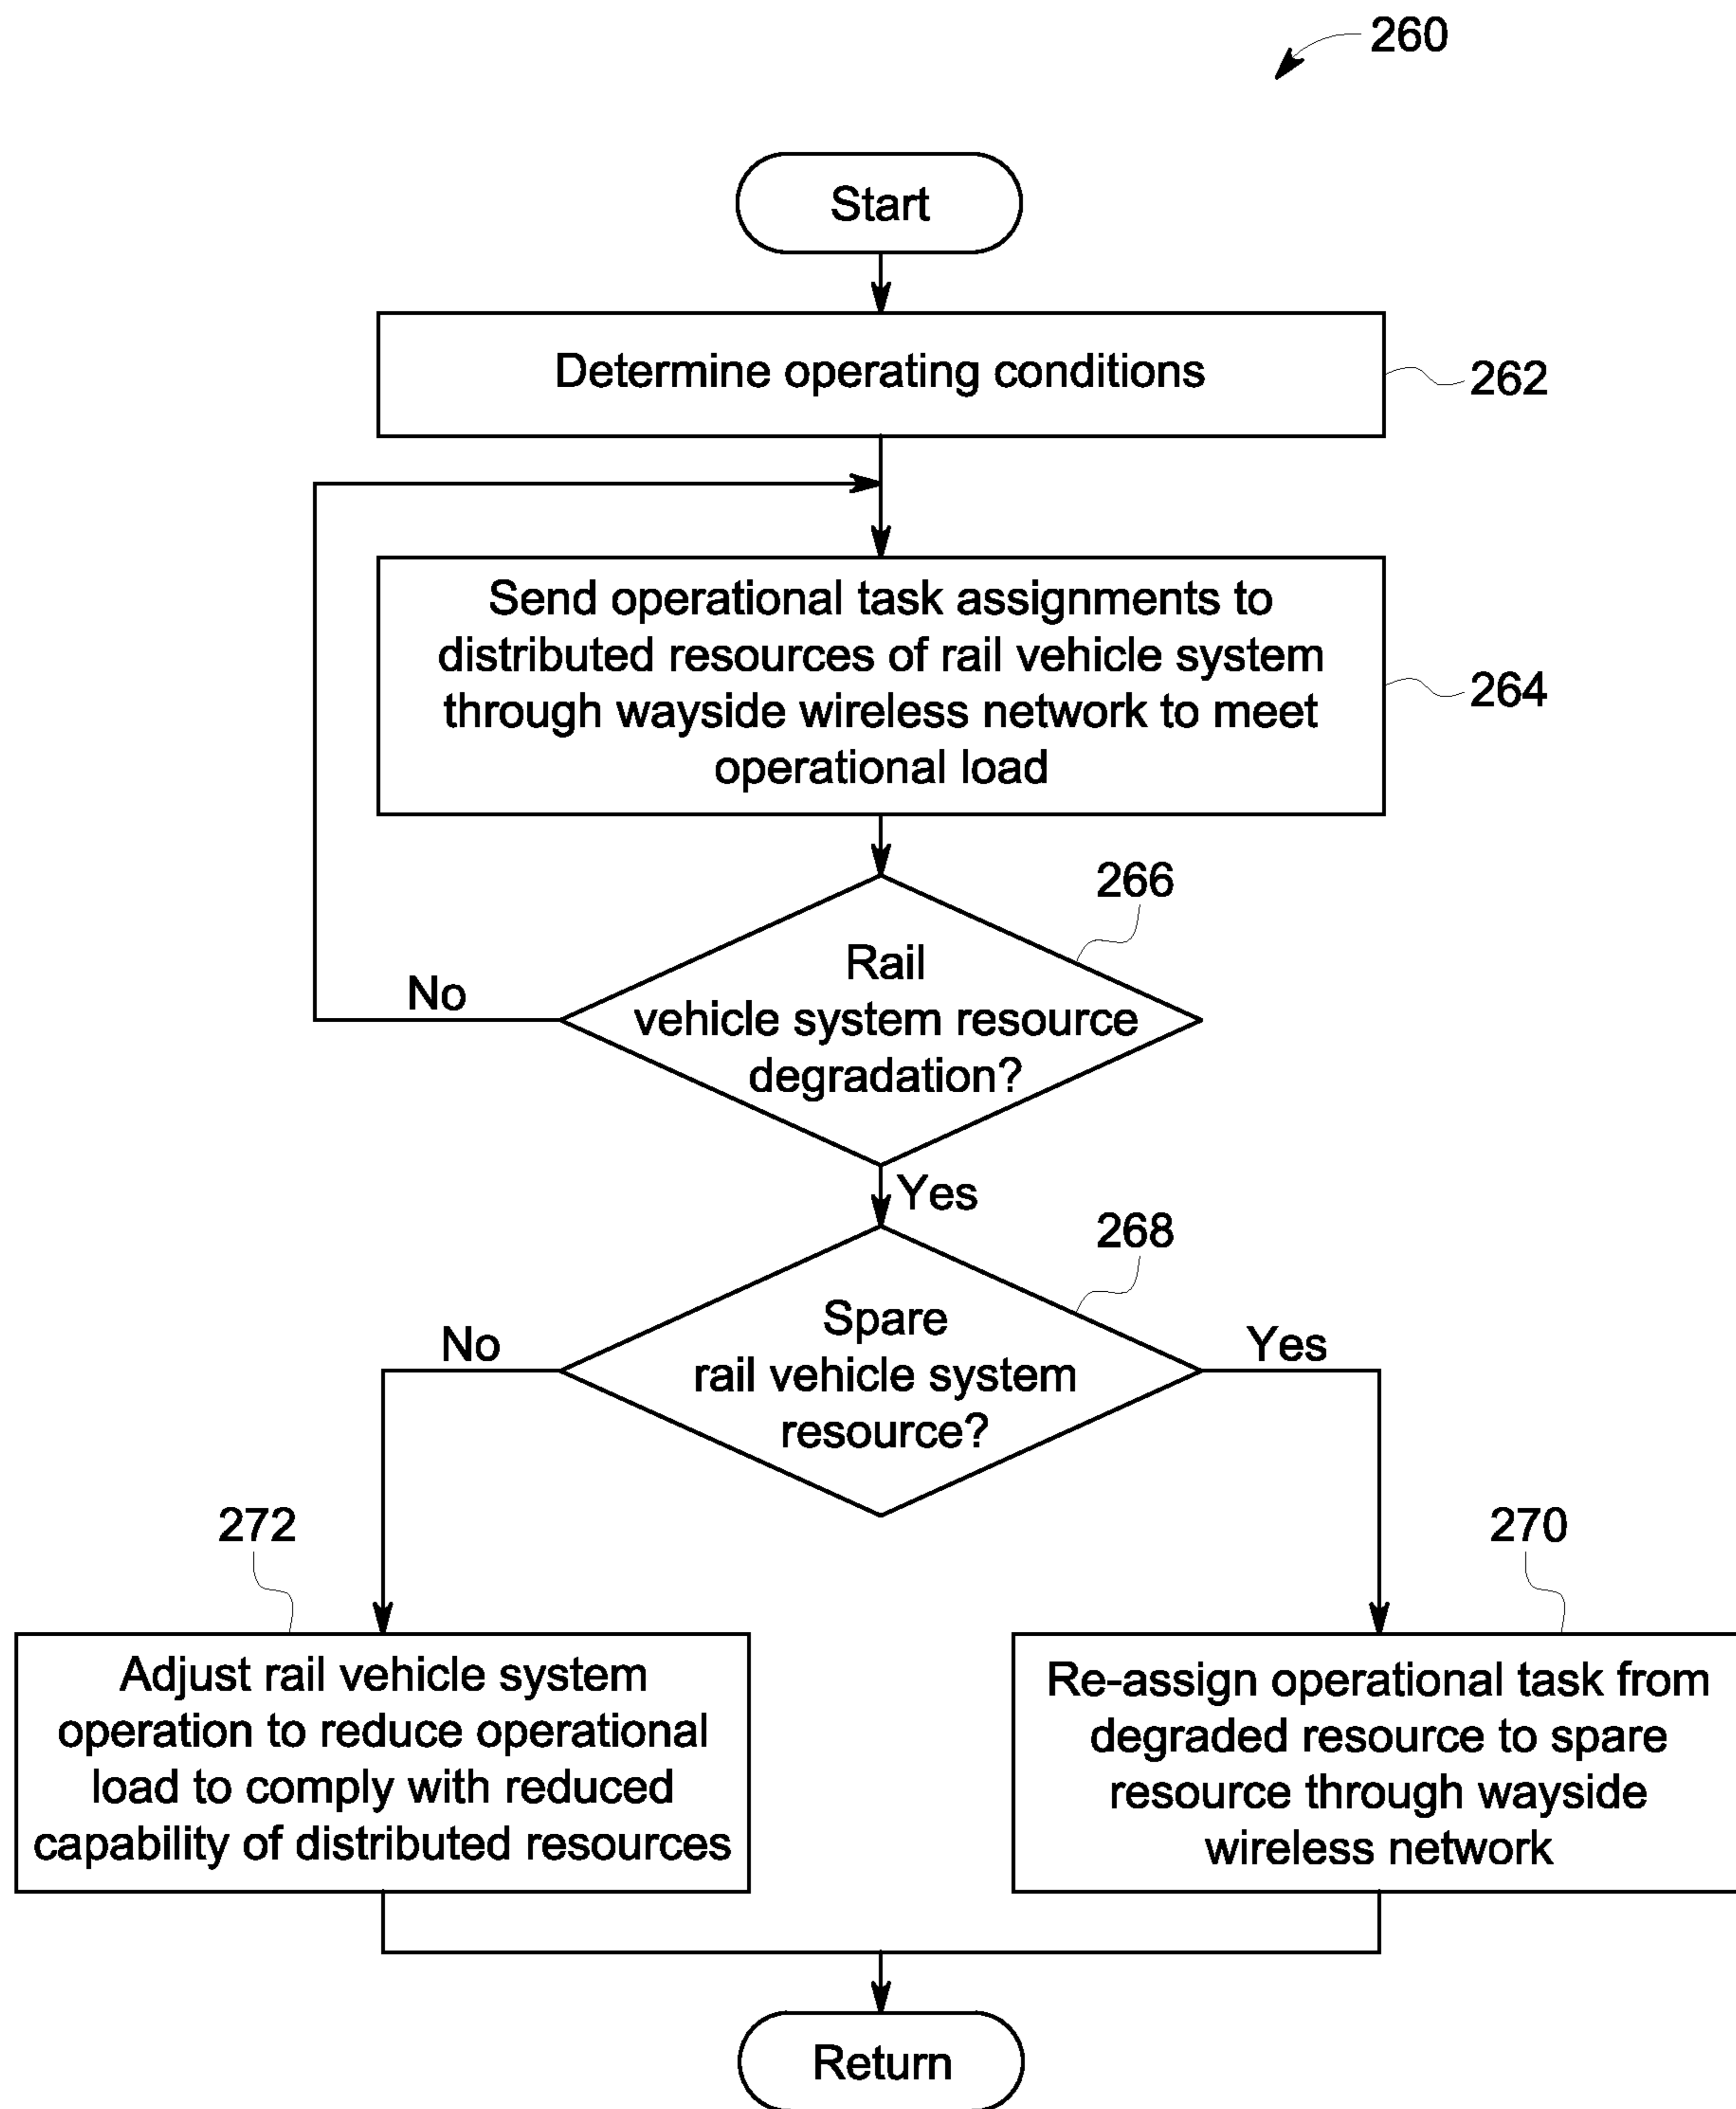 260
Start
Determine operating conditions
262
Send operational task assignments to
distributed resources of rail vehicle system
through wayside wireless network to meet
operational load
264
266
Rail
vehicle system resource
degradation?
No
Yes
268
Spare
rail vehicle system
resource?
No
Yes
272
270
Adjust rail vehicle system
operation to reduce operational
load to comply with reduced
capability of distributed resources
Re-assign operational task from
degraded resource to spare
resource through wayside
wireless network
Return